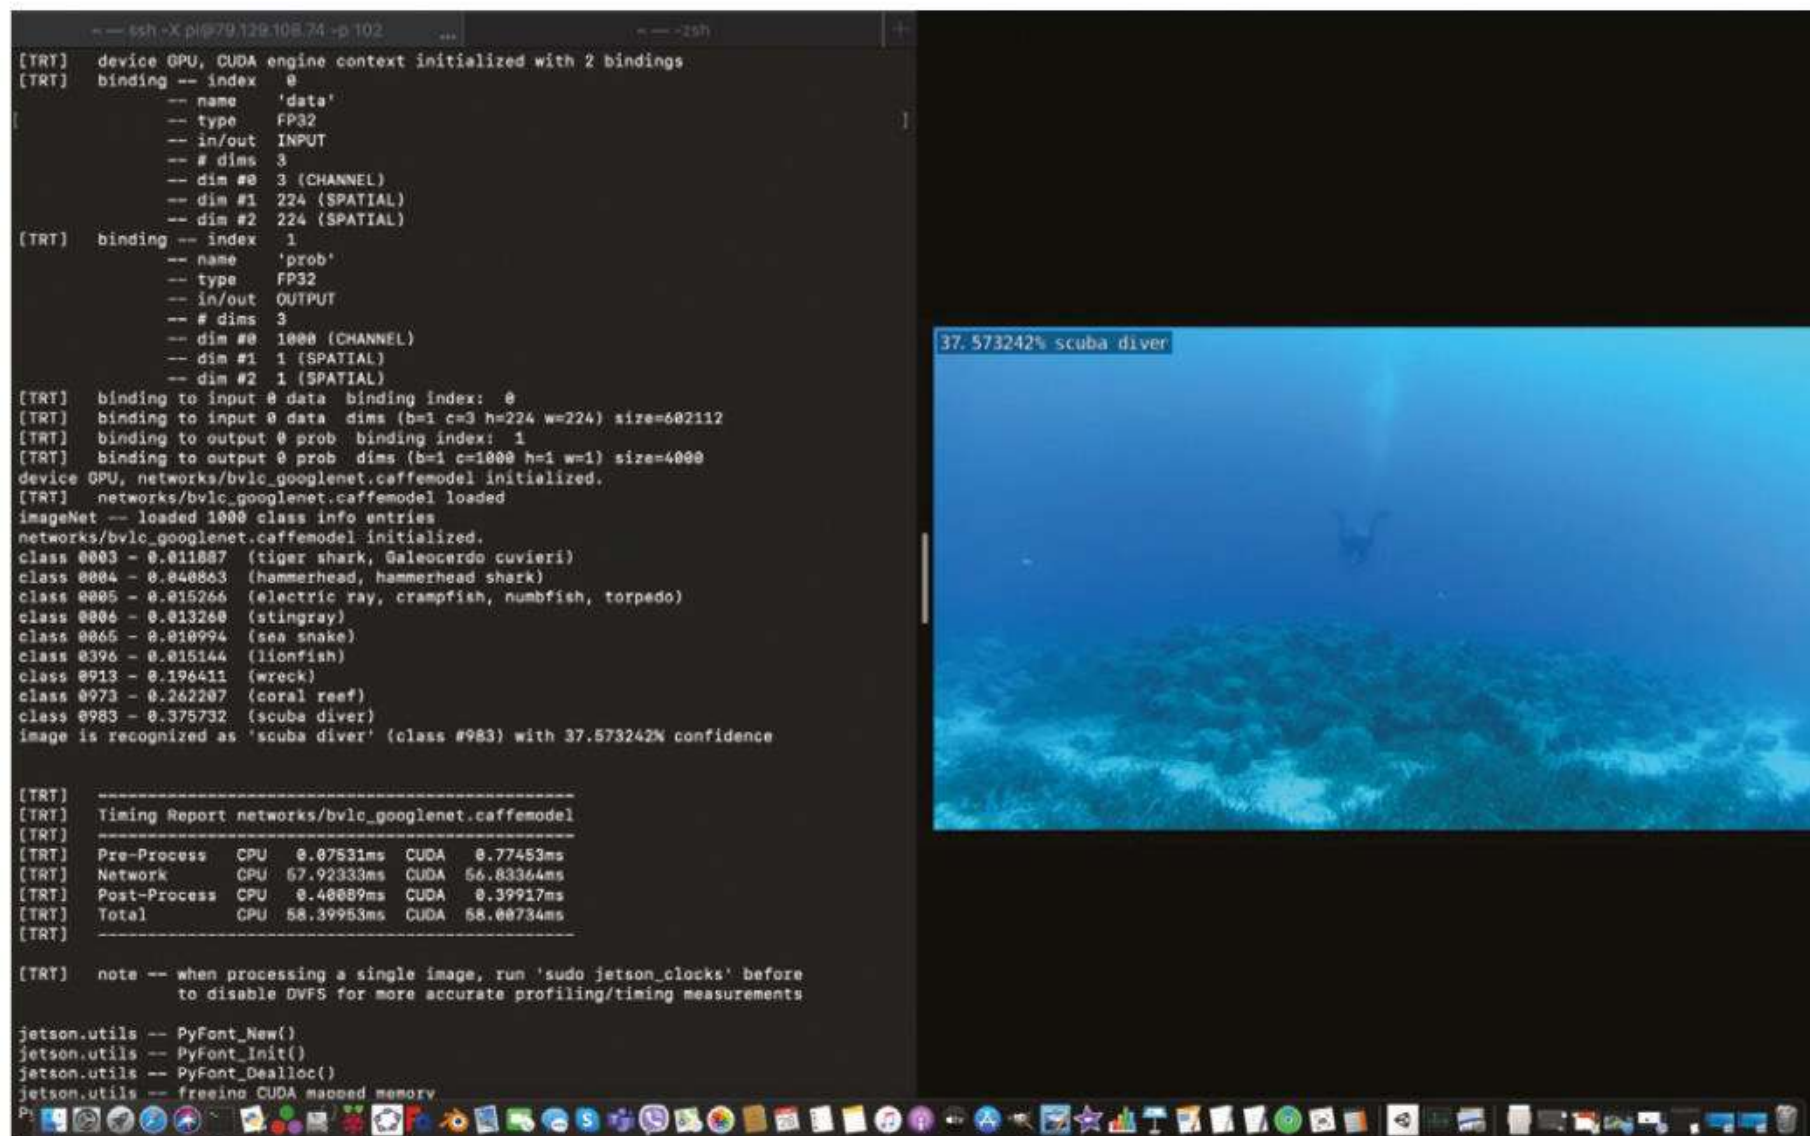 ~ — ssh -X pi@79.129.108.74 -p 102 ...
~ — -zsh
[TRT] device GPU, CUDA engine context initialized with 2 bindings
[TRT] binding -- index 0
-- name 'data'
-- type FP32
-- in/out INPUT
-- # dims 3
-- dim #0 3 (CHANNEL)
-- dim #1 224 (SPATIAL)
-- dim #2 224 (SPATIAL)
[TRT] binding -- index 1
-- name 'prob'
-- type FP32
-- in/out OUTPUT
-- # dims 3
-- dim #0 1000 (CHANNEL)
-- dim #1 1 (SPATIAL)
-- dim #2 1 (SPATIAL)
[TRT] binding to input 0 data binding index: 0
[TRT] binding to input 0 data dims (b=1 c=3 h=224 w=224) size=602112
[TRT] binding to output 0 prob binding index: 1
[TRT] binding to output 0 prob dims (b=1 c=1000 h=1 w=1) size=4000
device GPU, networks/bvlc_googlenet.caffemodel initialized.
[TRT] networks/bvlc_googlenet.caffemodel loaded
imageNet -- loaded 1000 class info entries
networks/bvlc_googlenet.caffemodel initialized.
class 0003 - 0.011887 (tiger shark, Galeocerdo cuvieri)
class 0004 - 0.040863 (hammerhead, hammerhead shark)
class 0005 - 0.015266 (electric ray, crampfish, numbfish, torpedo)
class 0006 - 0.013260 (stingray)
class 0065 - 0.010994 (sea snake)
class 0396 - 0.015144 (lionfish)
class 0913 - 0.196411 (wreck)
class 0973 - 0.262207 (coral reef)
class 0983 - 0.375732 (scuba diver)
image is recognized as 'scuba diver' (class #983) with 37.573242% confidence
[TRT] ------------------------------------------------
[TRT] Timing Report networks/bvlc_googlenet.caffemodel
[TRT] ------------------------------------------------
[TRT] Pre-Process CPU 0.07531ms CUDA 0.77453ms
[TRT] Network CPU 57.92333ms CUDA 56.83364ms
[TRT] Post-Process CPU 0.40089ms CUDA 0.39917ms
[TRT] Total CPU 58.39953ms CUDA 58.00734ms
[TRT] ------------------------------------------------
[TRT] note -- when processing a single image, run 'sudo jetson_clocks' before
to disable DVFS for more accurate profiling/timing measurements
jetson.utils -- PyFont_New()
jetson.utils -- PyFont_Init()
jetson.utils -- PyFont_Dealloc()
jetson.utils -- freeing CUDA mapped memory
37.573242% scuba diver